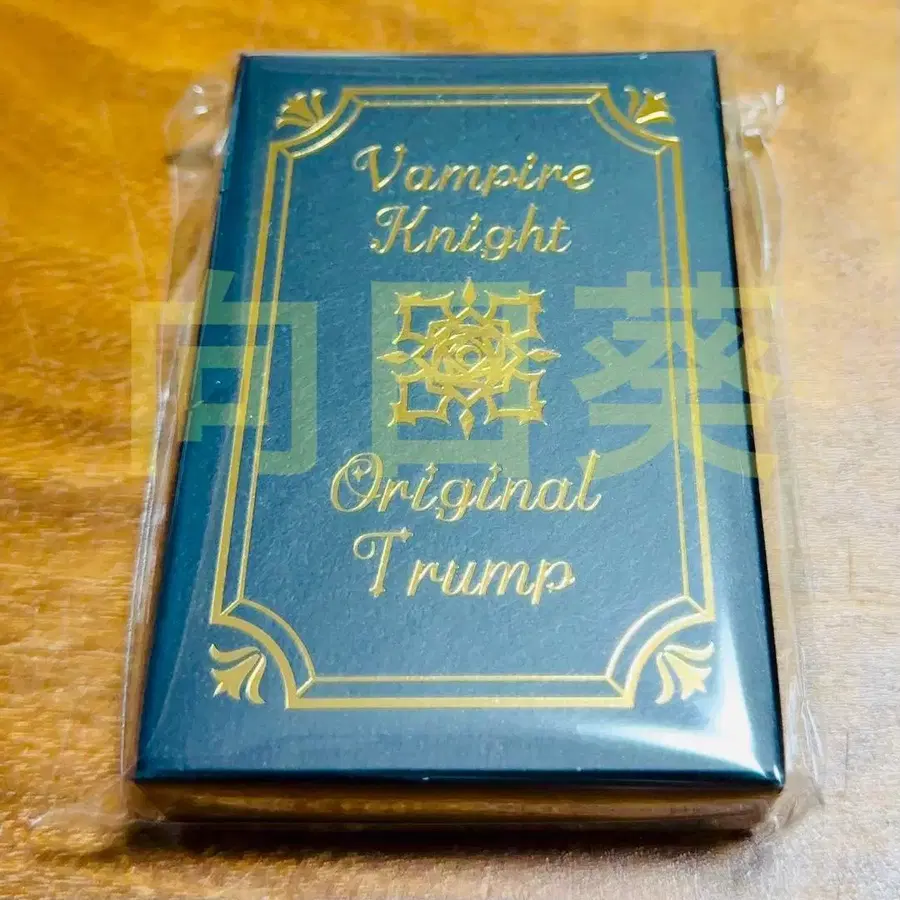 Vampire
Knight
向日葵
Original
Trump